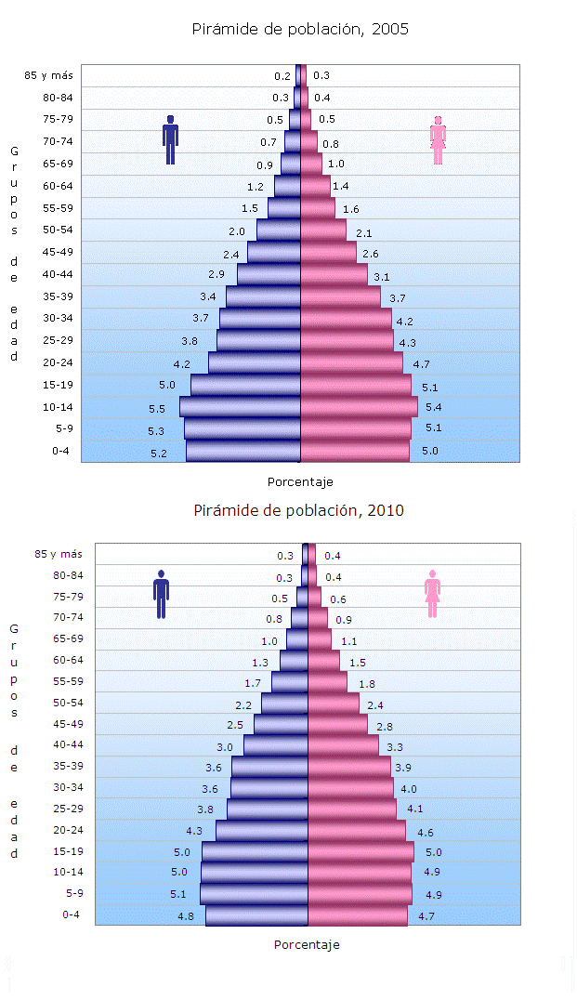 Pirámide de población, 2005
Grupos de edad
85 y más 0.2 0.3
80-84 0.3 0.4
75-79 0.5 0.5
70-74 0.7 0.8
65-69 0.9 1.0
60-64 1.2 1.4
55-59 1.5 1.6
50-54 2.0 2.1
45-49 2.4 2.6
40-44 2.9 3.1
35-39 3.4 3.7
30-34 3.7 4.2
25-29 3.8 4.3
20-24 4.2 4.7
15-19 5.0 5.1
10-14 5.5 5.4
5-9 5.3 5.1
0-4 5.2 5.0
Porcentaje
Pirámide de población, 2010
Grupos de edad
85 y más 0.3 0.4
80-84 0.3 0.4
75-79 0.5 0.6
70-74 0.8 0.9
65-69 1.0 1.1
60-64 1.3 1.5
55-59 1.7 1.8
50-54 2.2 2.4
45-49 2.5 2.8
40-44 3.0 3.3
35-39 3.6 3.9
30-34 3.6 4.0
25-29 3.8 4.1
20-24 4.3 4.6
15-19 5.0 5.0
10-14 5.0 4.9
5-9 5.1 4.9
0-4 4.8 4.7
Porcentaje